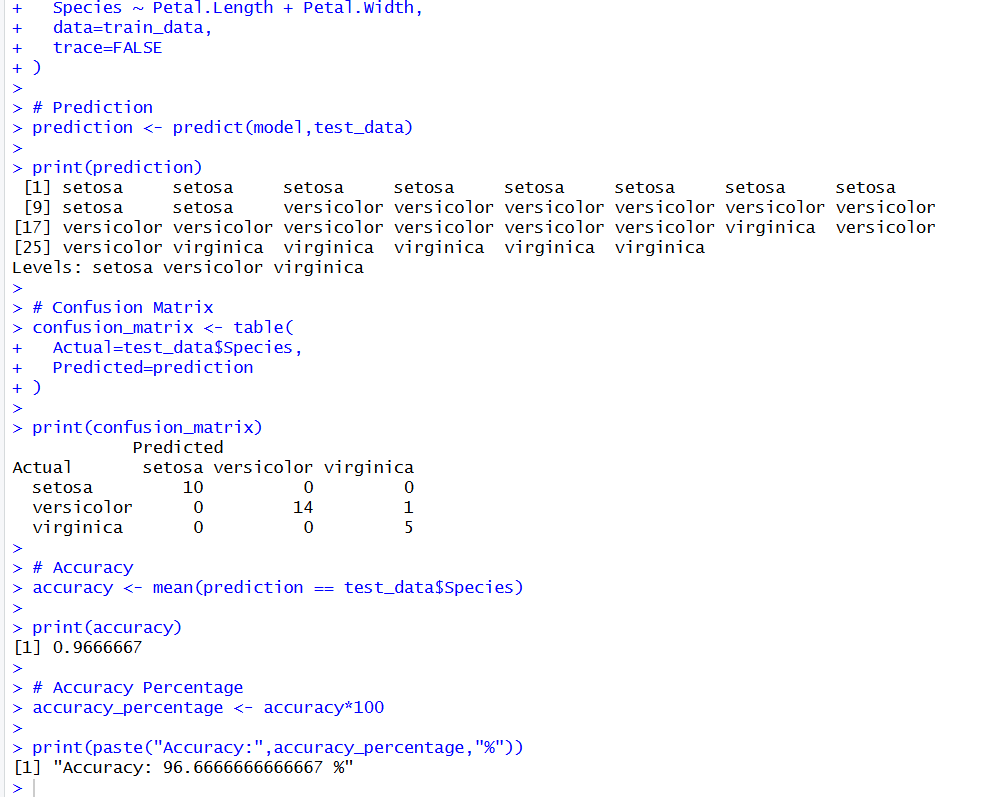 +   Species ~ Petal.Length + Petal.Width,
+   data=train_data,
+   trace=FALSE
+ )
>
> # Prediction
> prediction <- predict(model,test_data)
>
> print(prediction)
 [1] setosa     setosa     setosa     setosa     setosa     setosa     setosa     setosa
 [9] setosa     setosa     versicolor versicolor versicolor versicolor versicolor versicolor
[17] versicolor versicolor versicolor versicolor versicolor versicolor virginica  versicolor
[25] versicolor virginica  virginica  virginica  virginica  virginica
Levels: setosa versicolor virginica
>
> # Confusion Matrix
> confusion_matrix <- table(
+   Actual=test_data$Species,
+   Predicted=prediction
+ )
>
> print(confusion_matrix)
            Predicted
Actual       setosa versicolor virginica
  setosa         10          0         0
  versicolor      0         14         1
  virginica       0          0         5
>
> # Accuracy
> accuracy <- mean(prediction == test_data$Species)
>
> print(accuracy)
[1] 0.9666667
>
> # Accuracy Percentage
> accuracy_percentage <- accuracy*100
>
> print(paste("Accuracy:",accuracy_percentage,"%"))
[1] "Accuracy: 96.6666666666667 %"
>